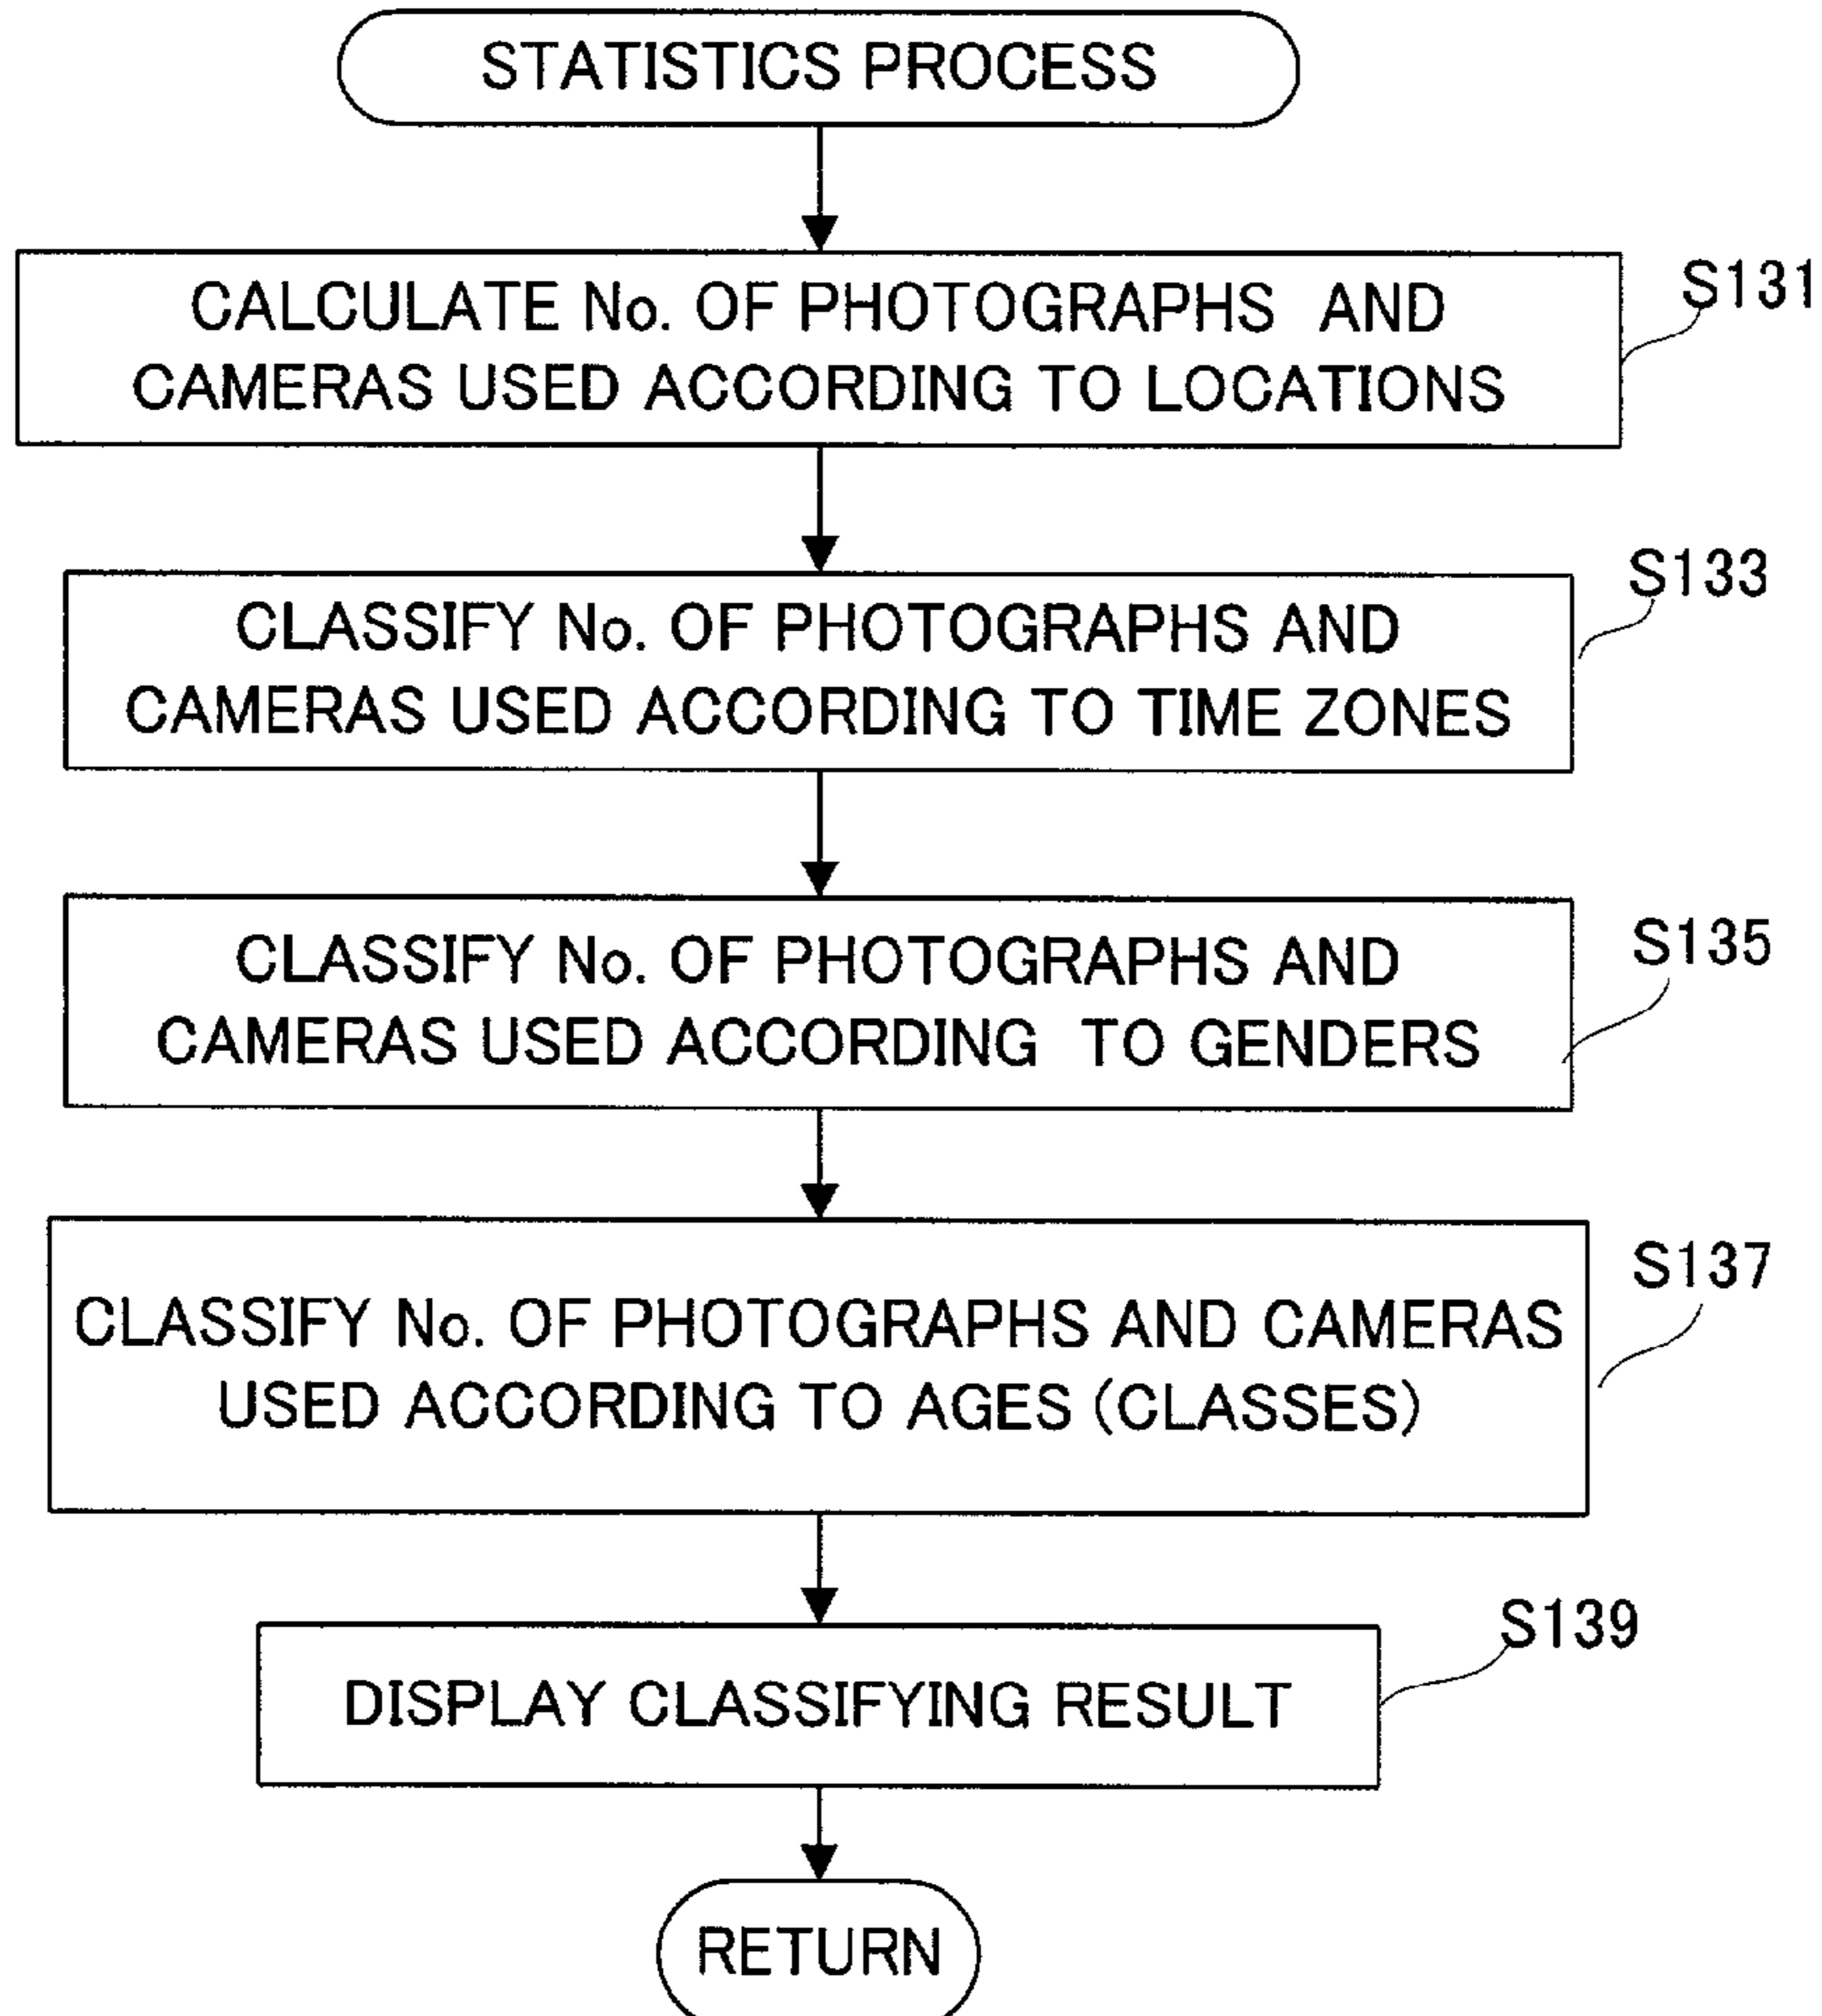 STATISTICS PROCESS
CALCULATE No. OF PHOTOGRAPHS AND
CAMERAS USED ACCORDING TO LOCATIONS
S131
CLASSIFY No. OF PHOTOGRAPHS AND
CAMERAS USED ACCORDING TO TIME ZONES
S133
CLASSIFY No. OF PHOTOGRAPHS AND
CAMERAS USED ACCORDING TO GENDERS
S135
CLASSIFY No. OF PHOTOGRAPHS AND CAMERAS
USED ACCORDING TO AGES (CLASSES)
S137
DISPLAY CLASSIFYING RESULT
S139
RETURN